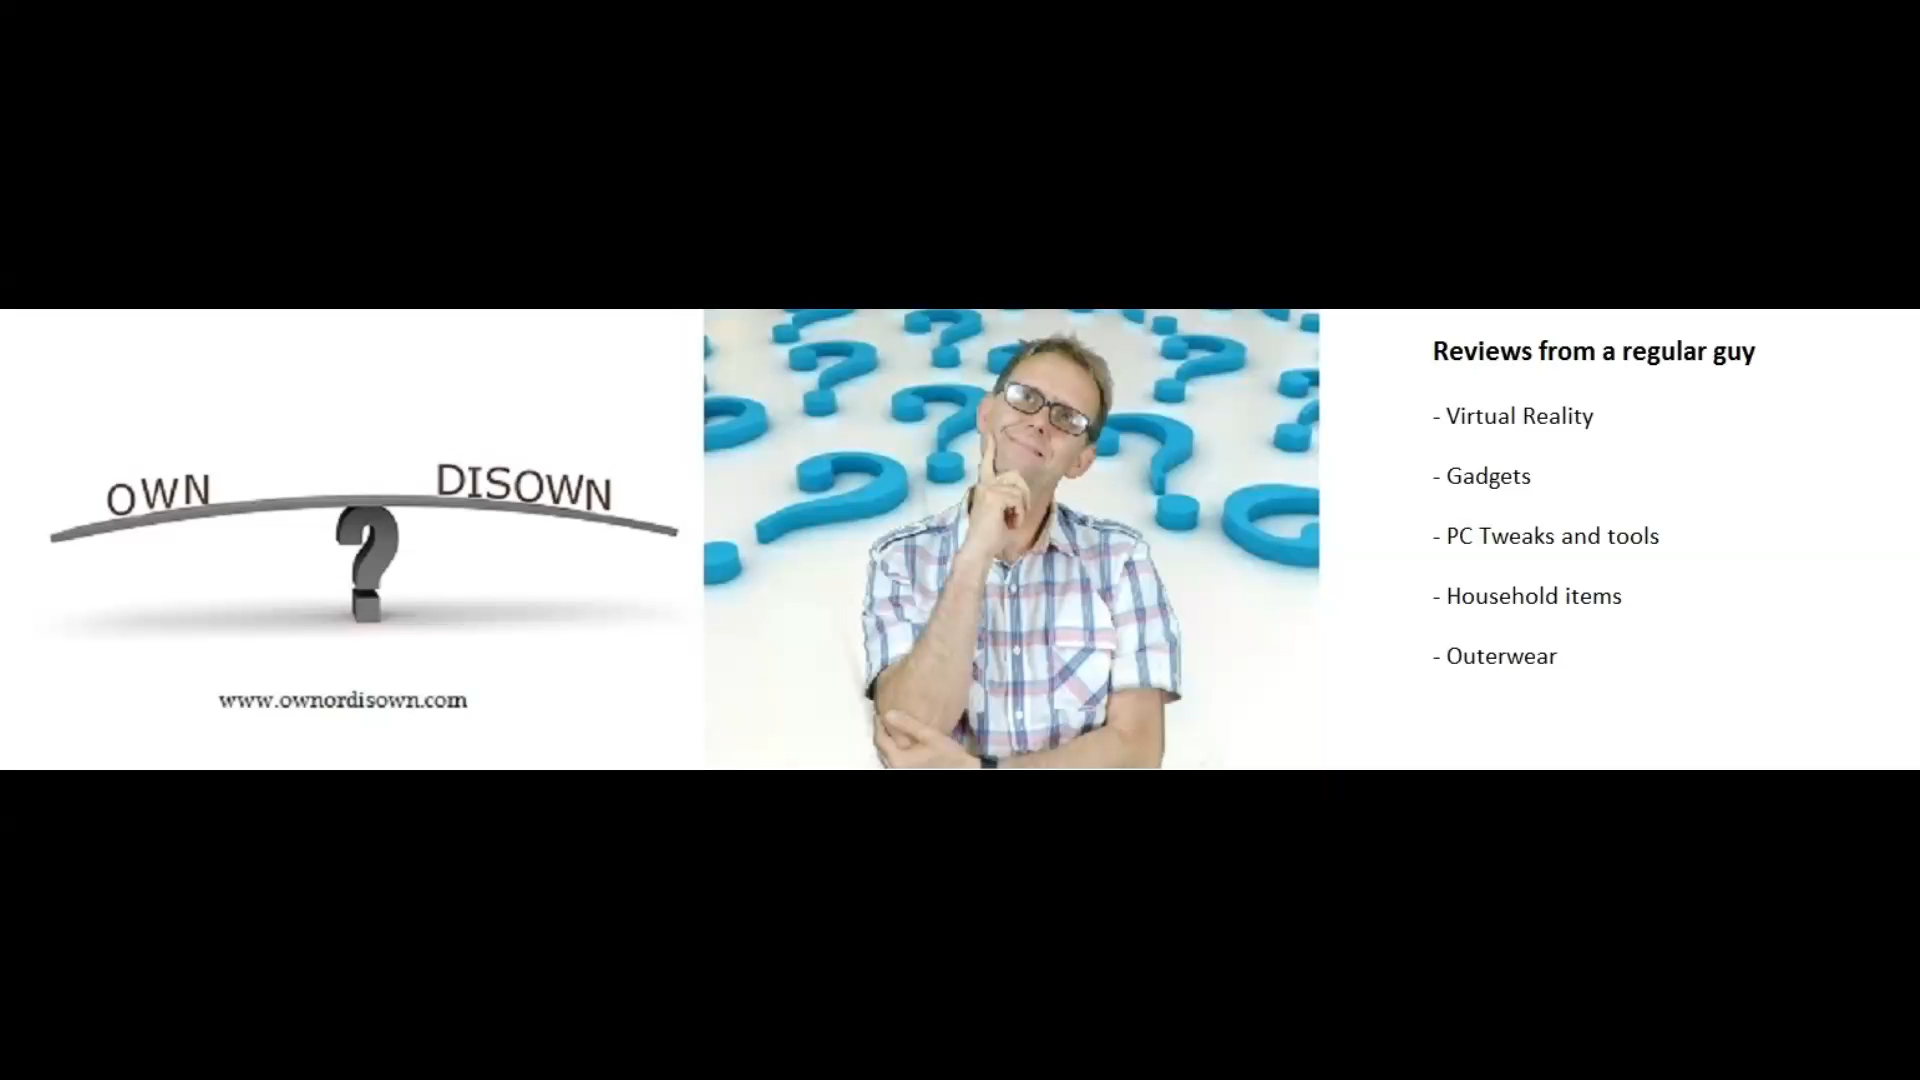 OWN DISOWN
www.ownordisown.com
Reviews from a regular guy
- Virtual Reality
- Gadgets
- PC Tweaks and tools
- Household items
- Outerwear